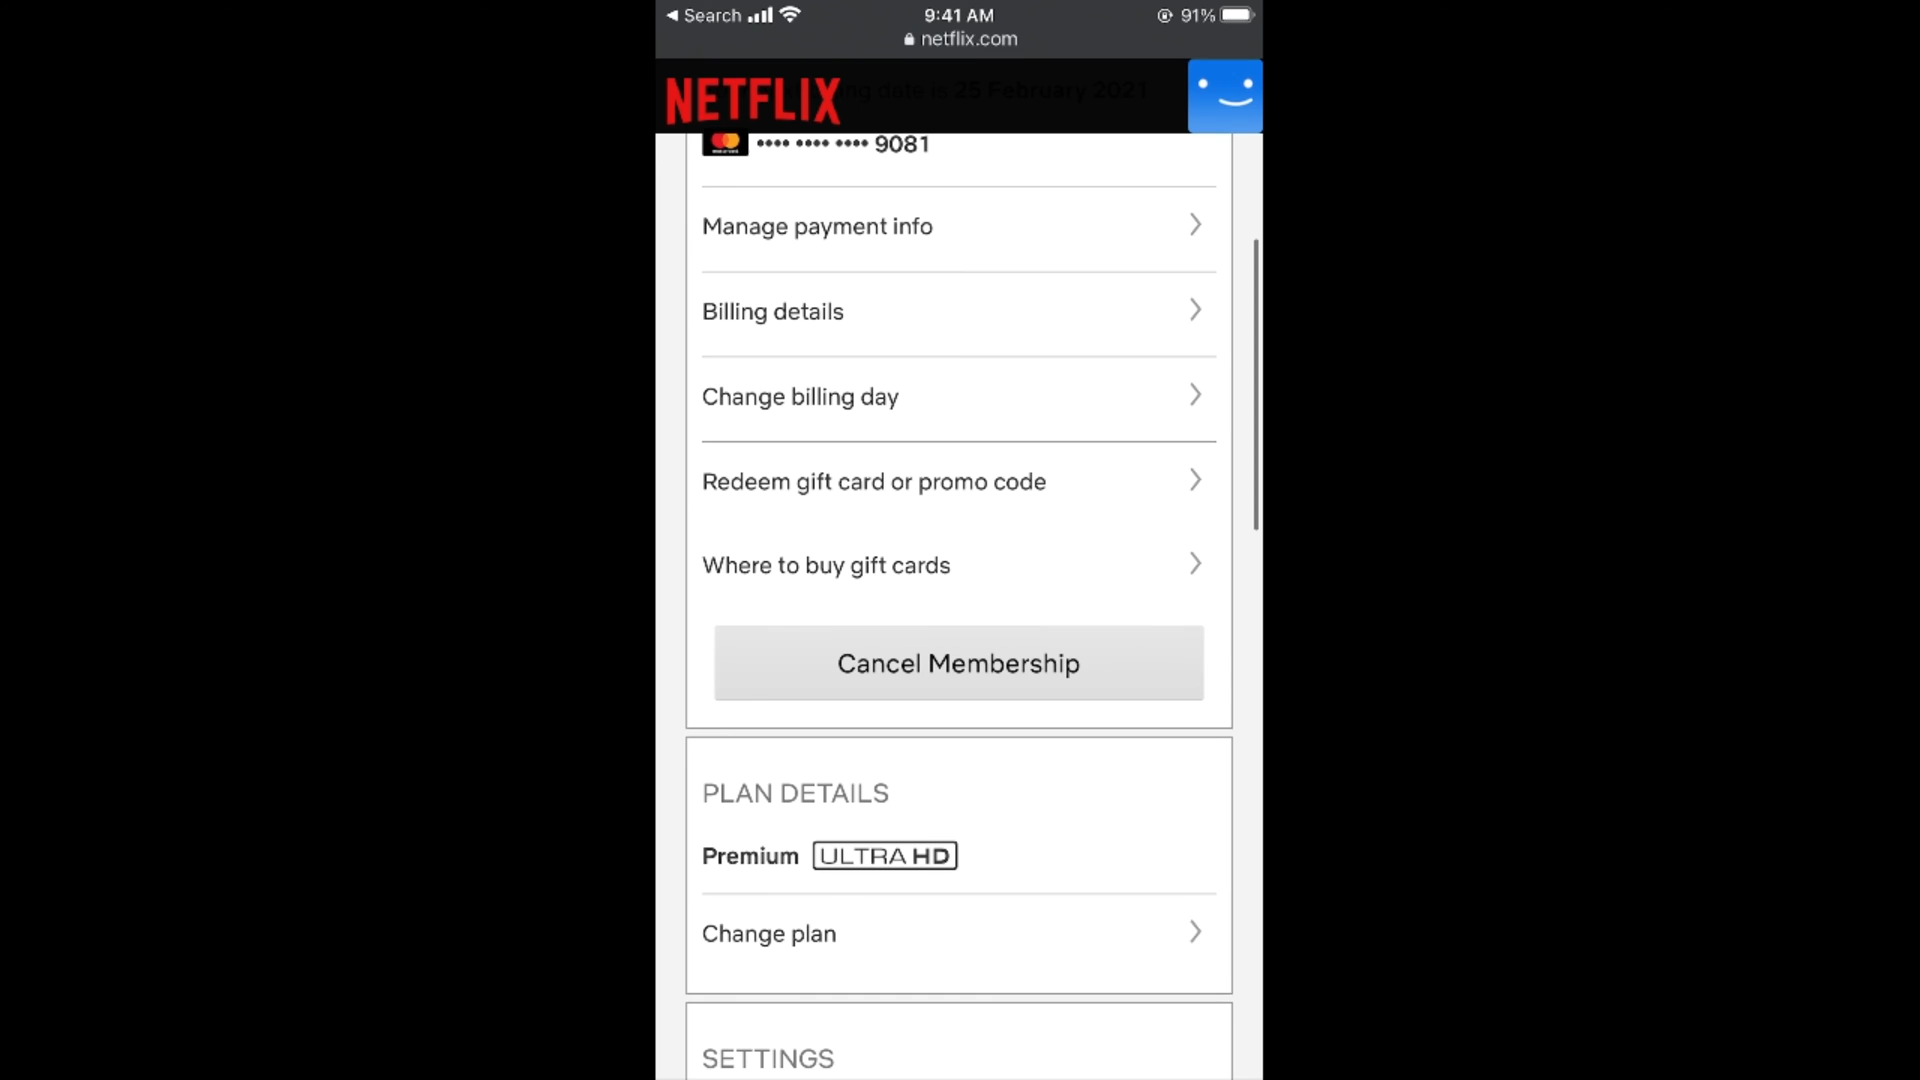 ◀ Search 9:41 AM 91%
netflix.com
NETFLIX
date is 25 February 2021
•••• •••• •••• 9081
Manage payment info
Billing details
Change billing day
Redeem gift card or promo code
Where to buy gift cards
Cancel Membership
PLAN DETAILS
Premium ULTRA HD
Change plan
SETTINGS